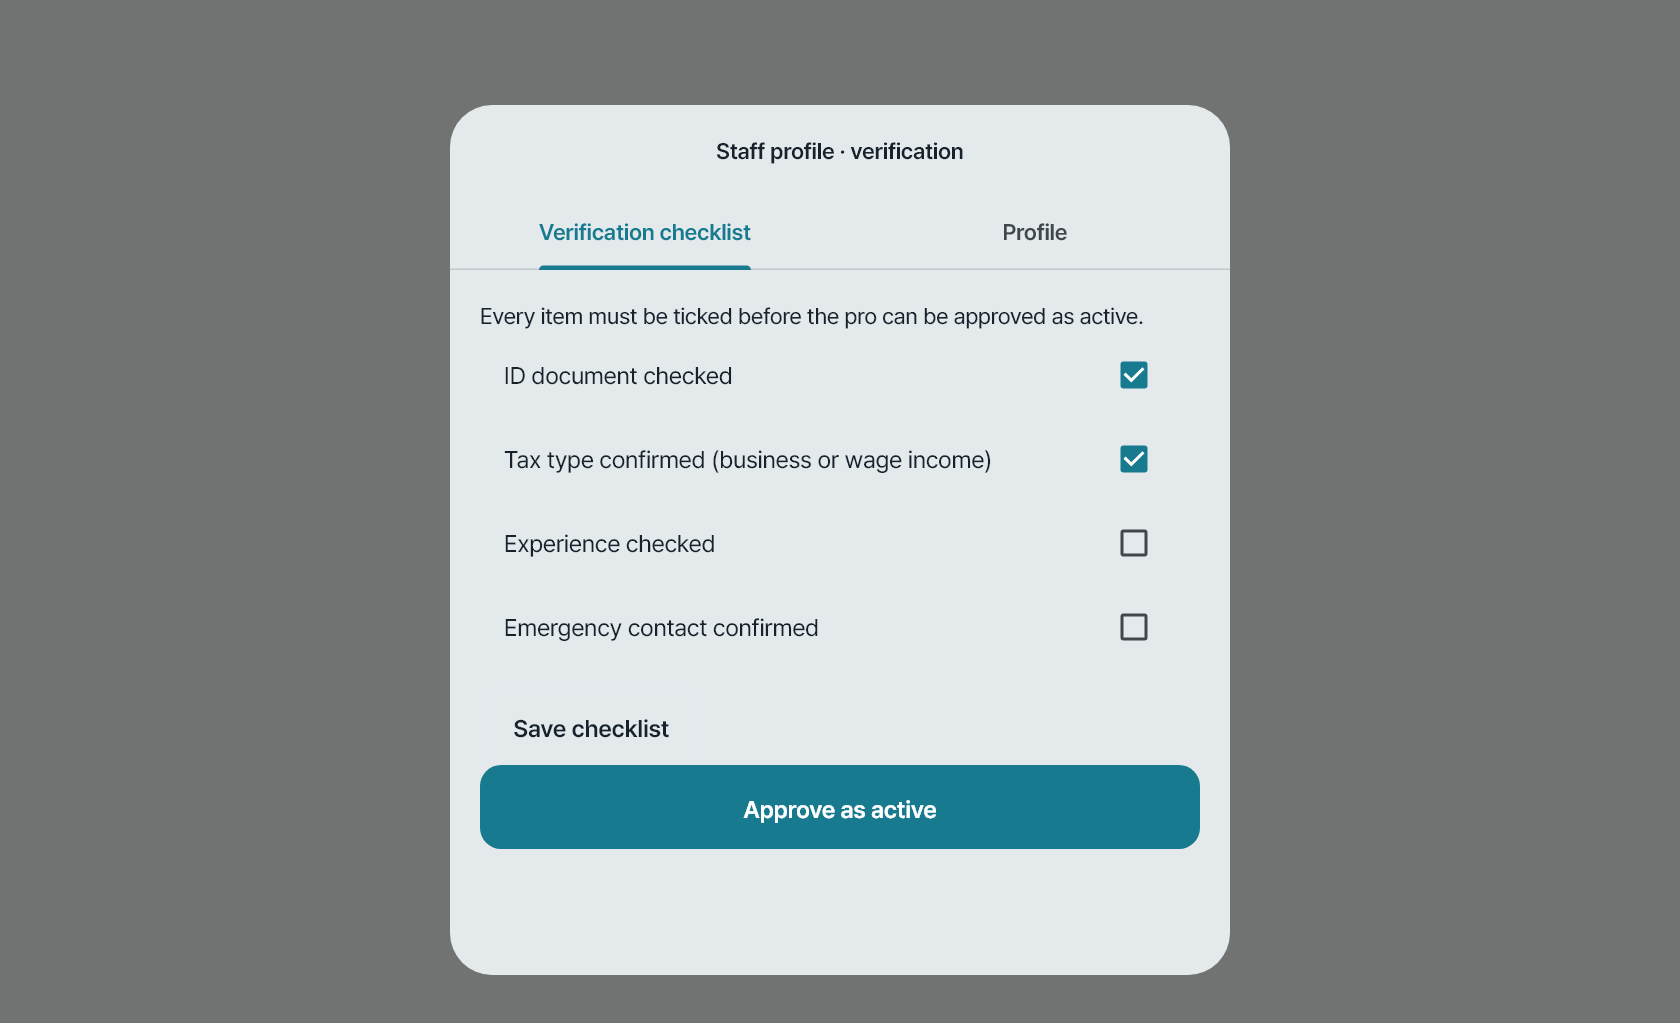 Staff profile · verification
Verification checklist
Profile
Every item must be ticked before the pro can be approved as active.
ID document checked
Tax type confirmed (business or wage income)
Experience checked
Emergency contact confirmed
Save checklist
Approve as active